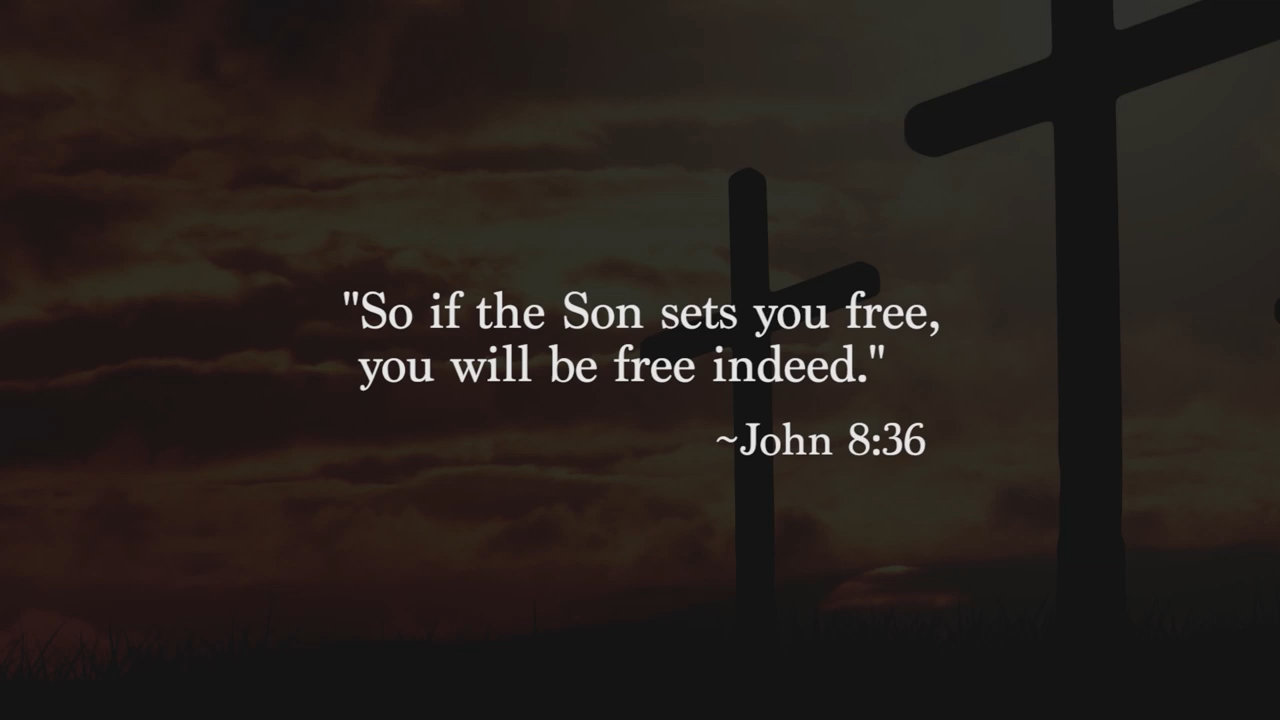 "So if the Son sets you free,
you will be free indeed."
~John 8:36